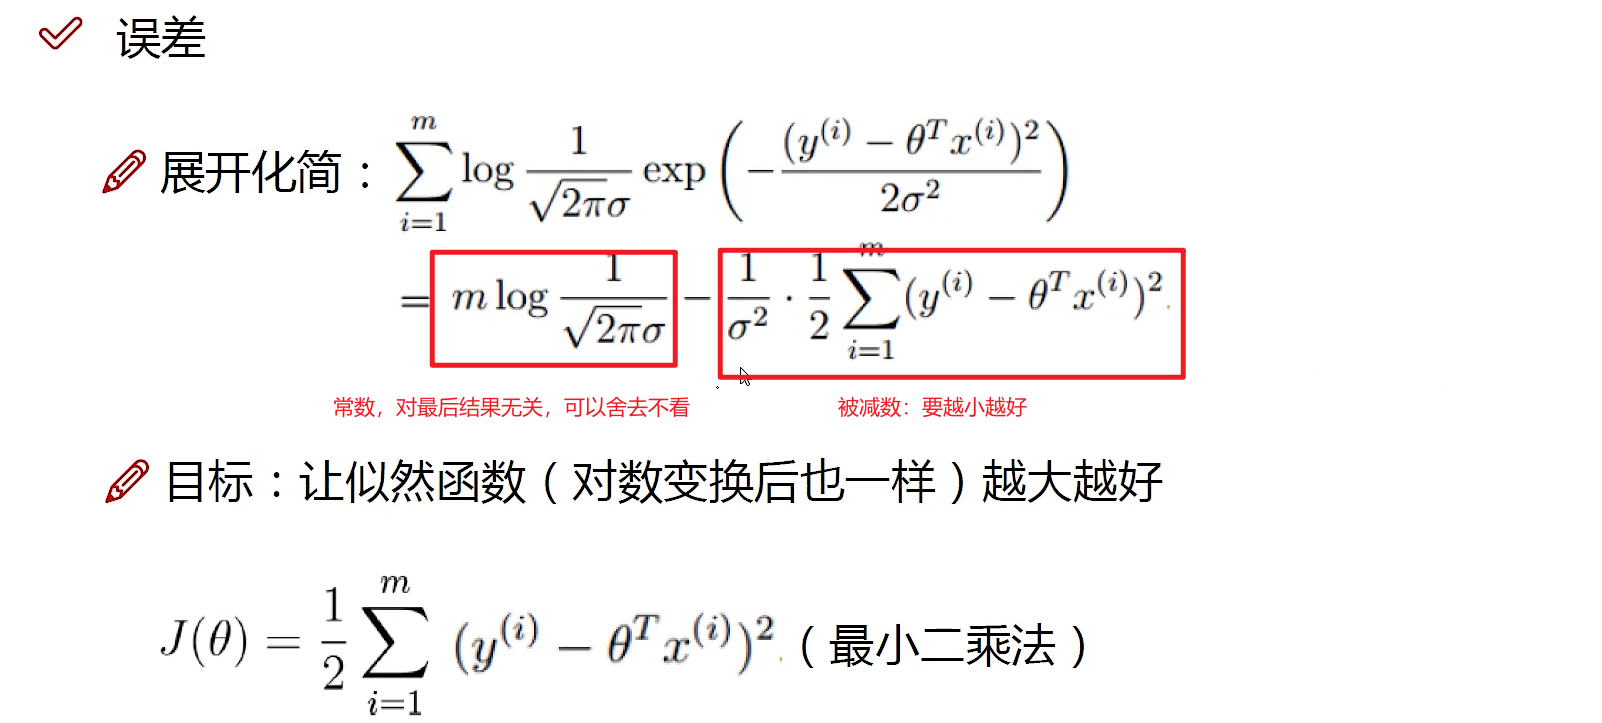 误差
展开化简：$\sum_{i=1}^{m} \log \frac{1}{\sqrt{2\pi}\sigma} \exp\left(-\frac{(y^{(i)} - \theta^T x^{(i)})^2}{2\sigma^2}\right)$
$= m \log \frac{1}{\sqrt{2\pi}\sigma} - \frac{1}{\sigma^2} \cdot \frac{1}{2} \sum_{i=1}^{m} (y^{(i)} - \theta^T x^{(i)})^2.$
常数，对最后结果无关，可以舍去不看 被减数：要越小越好
目标：让似然函数（对数变换后也一样）越大越好
$J(\theta) = \frac{1}{2} \sum_{i=1}^{m} (y^{(i)} - \theta^T x^{(i)})^2.$（最小二乘法）